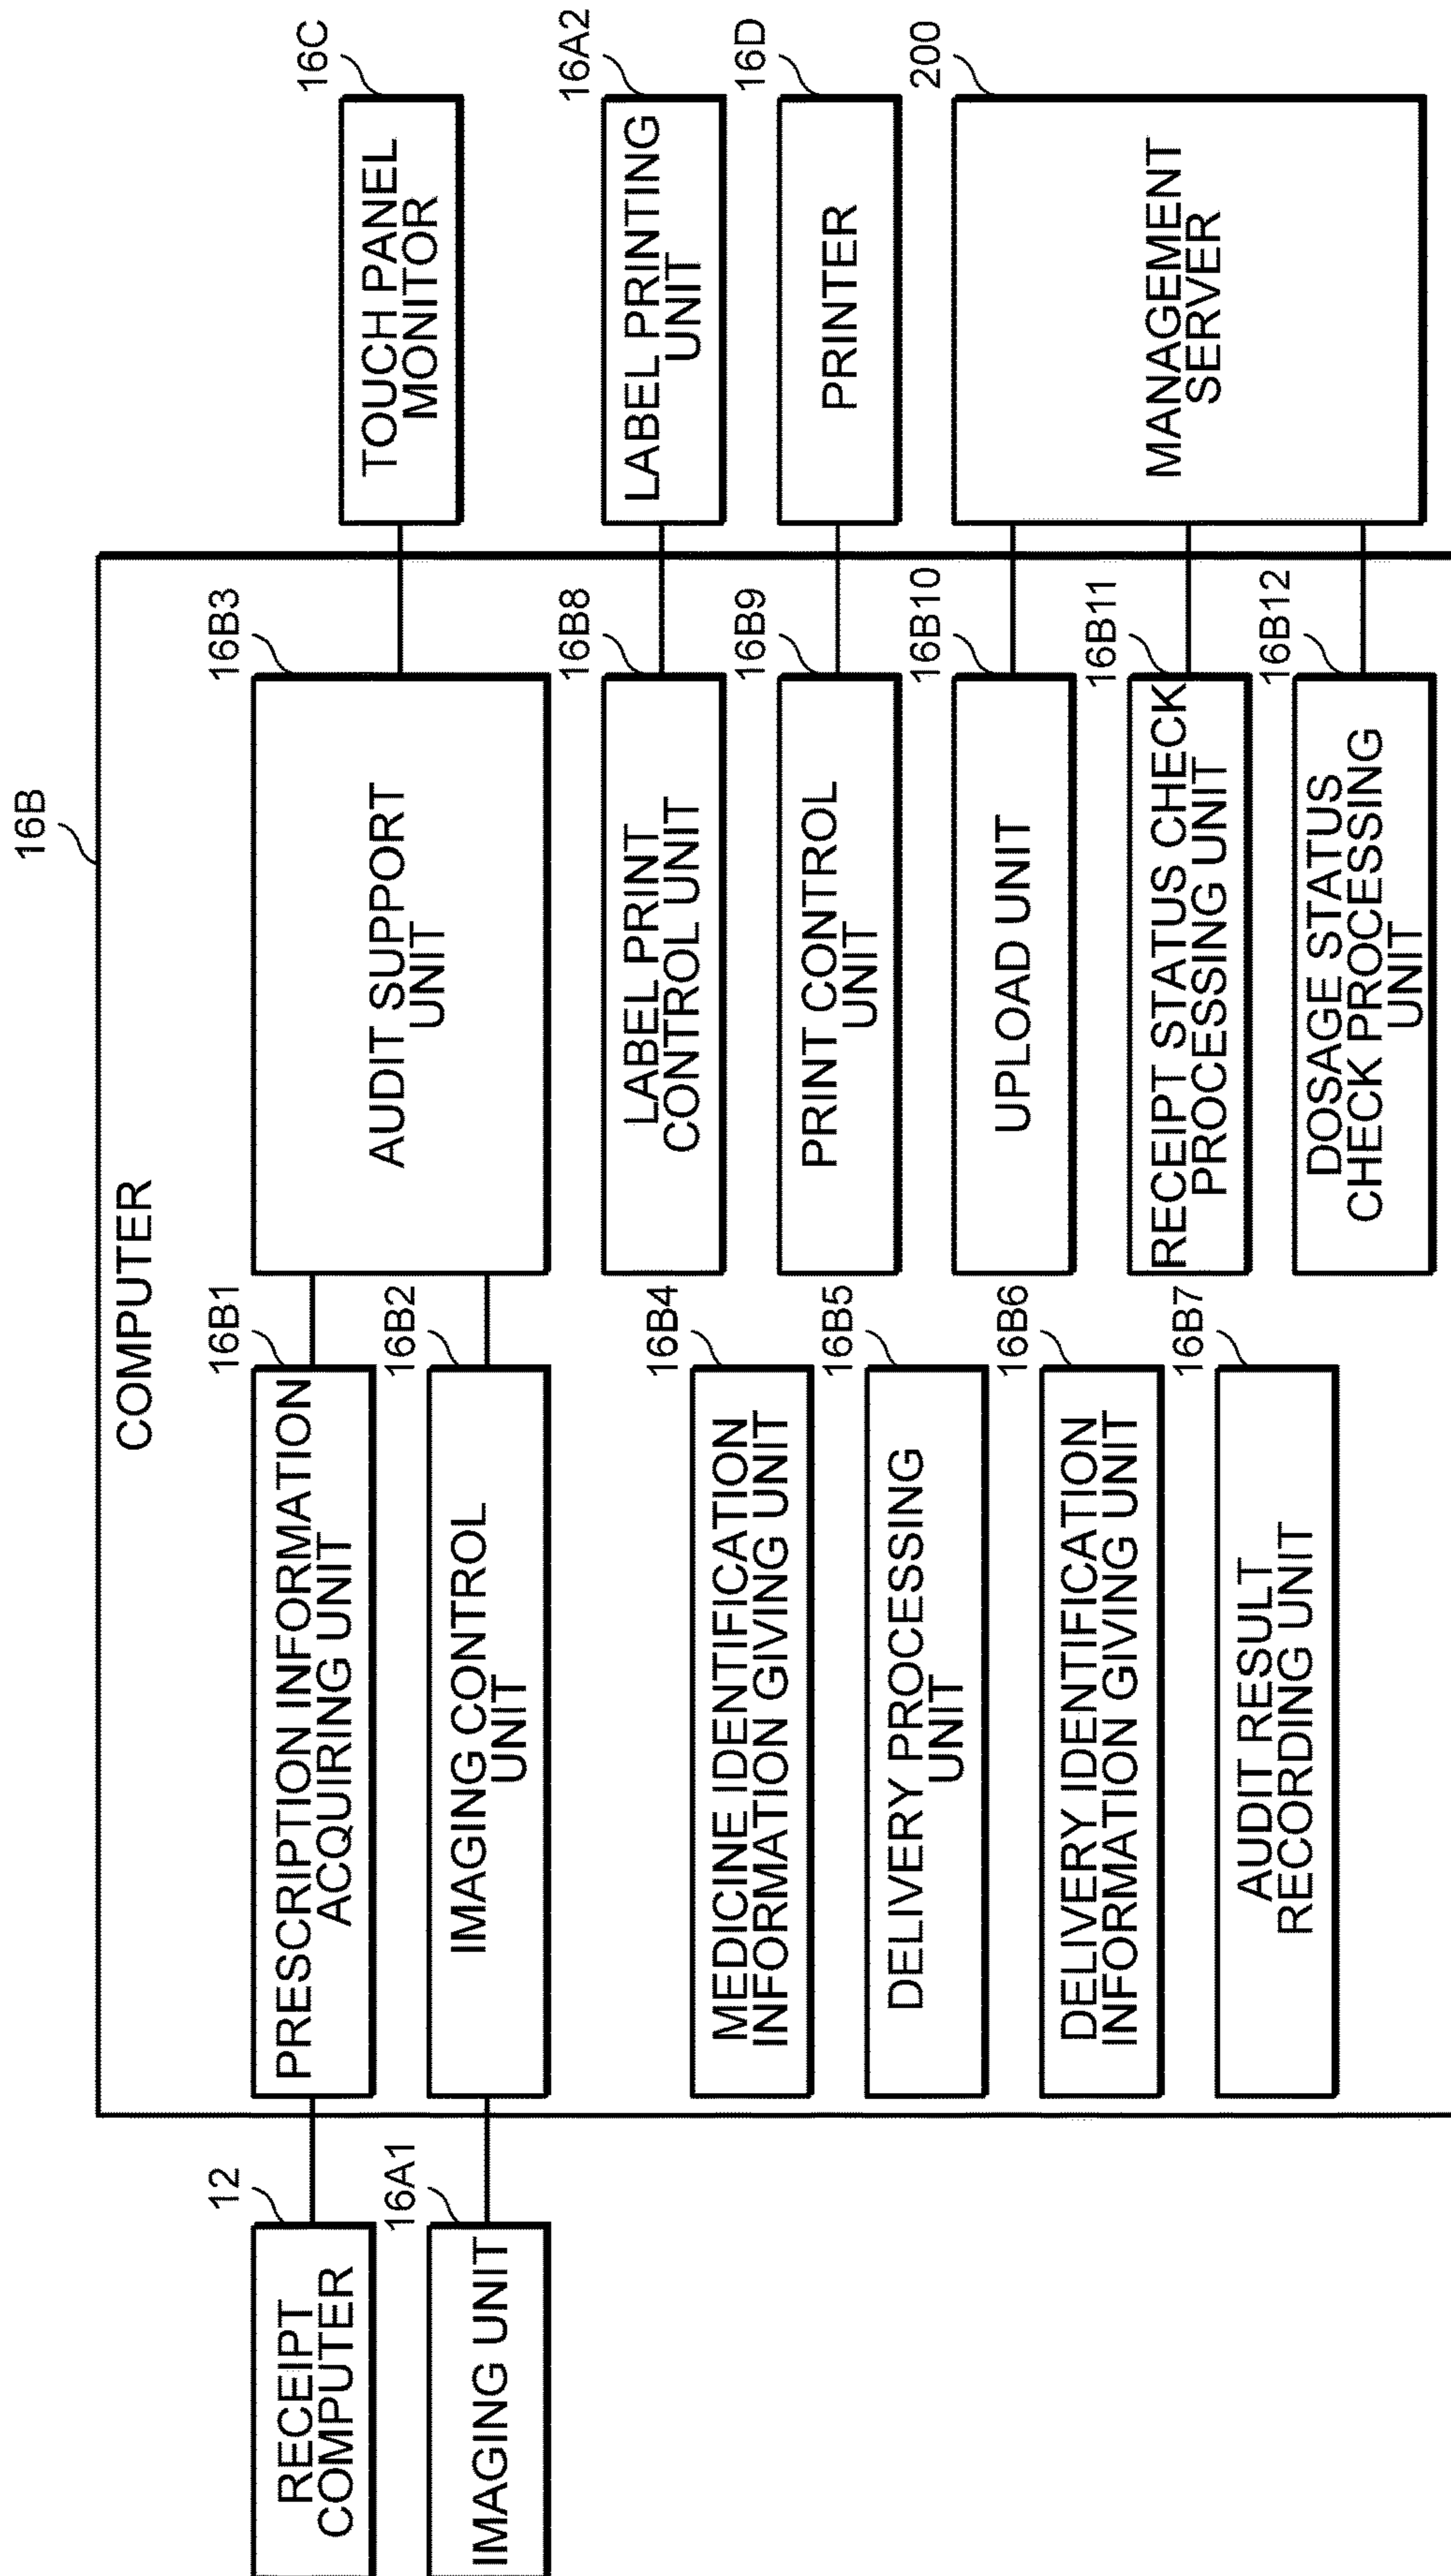 16B
COMPUTER
12
RECEIPT
COMPUTER
16B1
PRESCRIPTION INFORMATION
ACQUIRING UNIT
16B3
AUDIT SUPPORT
UNIT
16C
TOUCH PANEL
MONITOR
16A1
IMAGING UNIT
16B2
IMAGING CONTROL
UNIT
16B4
MEDICINE IDENTIFICATION
INFORMATION GIVING UNIT
16B8
LABEL PRINT
CONTROL UNIT
16A2
LABEL PRINTING
UNIT
16B5
DELIVERY PROCESSING
UNIT
16B9
PRINT CONTROL
UNIT
16D
PRINTER
16B6
DELIVERY IDENTIFICATION
INFORMATION GIVING UNIT
16B10
UPLOAD UNIT
200
MANAGEMENT
SERVER
16B7
AUDIT RESULT
RECORDING UNIT
16B11
RECEIPT STATUS CHECK
PROCESSING UNIT
16B12
DOSAGE STATUS
CHECK PROCESSING
UNIT